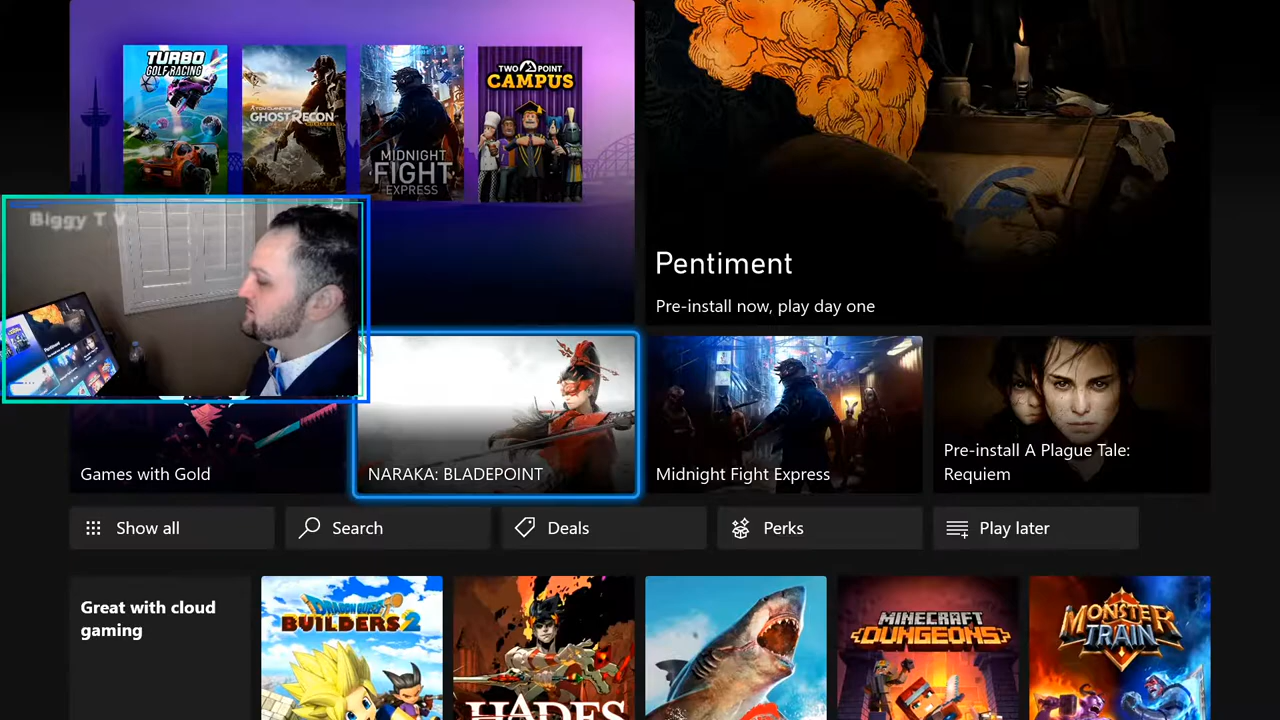 TURBO
GOLF RACING
TOM CLANCY'S
GHOST RECON
MIDNIGHT
FIGHT
EXPRESS
TWO POINT
CAMPUS
Biggy T V
Pentiment
Pre-install now, play day one
Games with Gold
NARAKA: BLADEPOINT
Midnight Fight Express
Pre-install A Plague Tale:
Requiem
Show all
Search
Deals
Perks
Play later
Great with cloud
gaming
DRAGON QUEST
BUILDERS 2
HADES
MINECRAFT
DUNGEONS
MONSTER
TRAIN